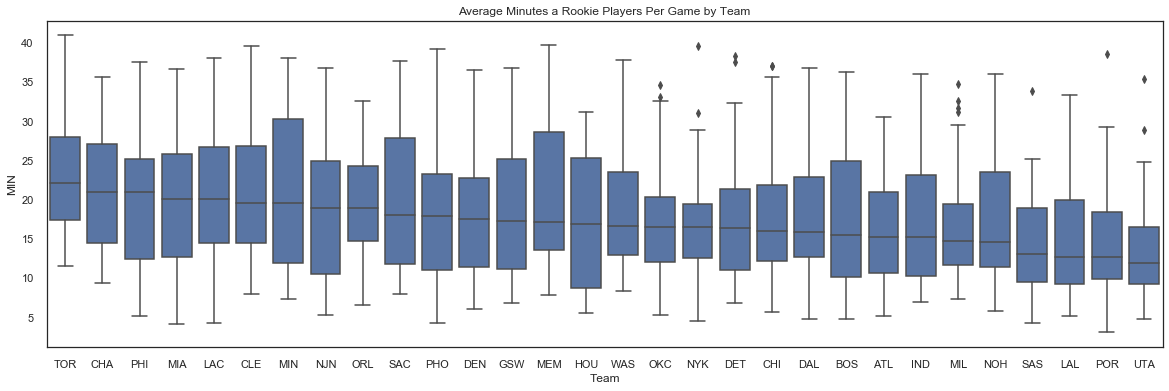 Average Minutes a Rookie Players Per Game by Team
40
35
30
25
20
15
10
5
MIN
TOR CHA PHI MIA LAC CLE MIN NJN ORL SAC PHO DEN GSW MEM HOU WAS OKC NYK DET CHI DAL BOS ATL IND MIL NOH SAS LAL POR UTA
Team